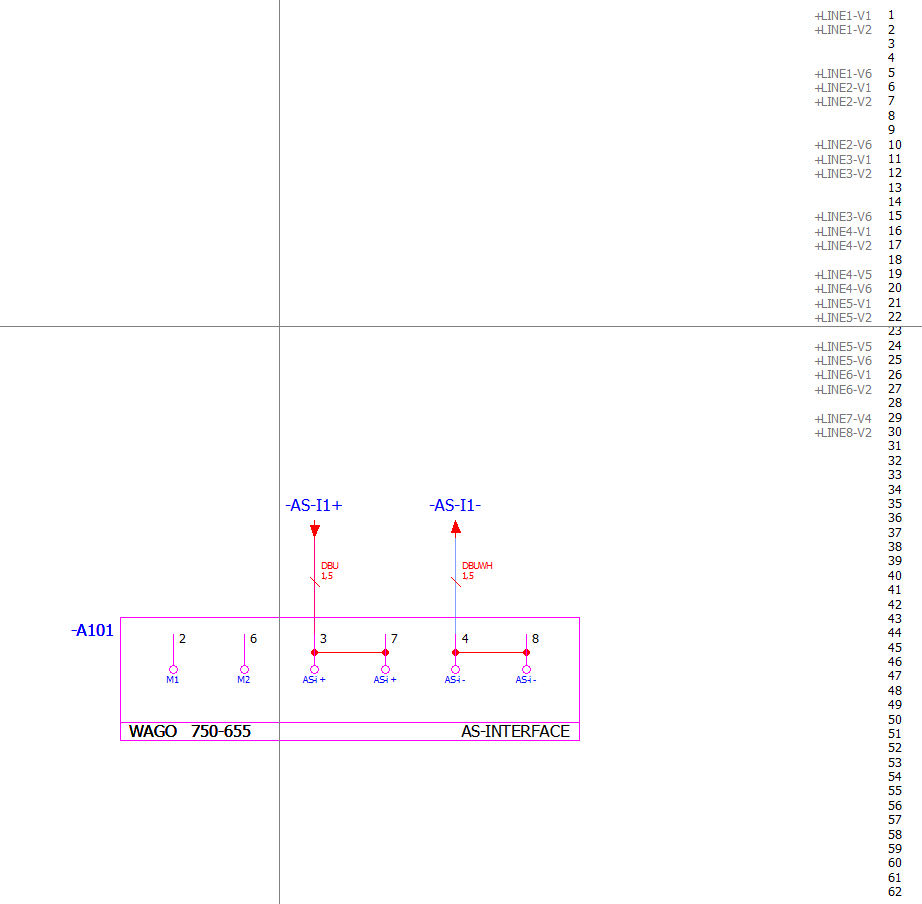 +LINE1-V1 1
+LINE1-V2 2
3
4
+LINE1-V6 5
+LINE2-V1 6
+LINE2-V2 7
8
9
+LINE2-V6 10
+LINE3-V1 11
+LINE3-V2 12
13
14
+LINE3-V6 15
+LINE4-V1 16
+LINE4-V2 17
18
+LINE4-V5 19
+LINE4-V6 20
+LINE5-V1 21
+LINE5-V2 22
23
+LINE5-V5 24
+LINE5-V6 25
+LINE6-V1 26
+LINE6-V2 27
28
+LINE7-V4 29
+LINE8-V2 30
31
32
33
34
35
36
37
38
39
40
41
42
43
44
45
46
47
48
49
50
51
52
53
54
55
56
57
58
59
60
61
62
-AS-I1+ -AS-I1-
DBU DBUWH
1,5 1,5
-A101
2 6 3 7 4 8
M1 M2 AS-i + AS-i + AS-i - AS-i -
WAGO 750-655 AS-INTERFACE